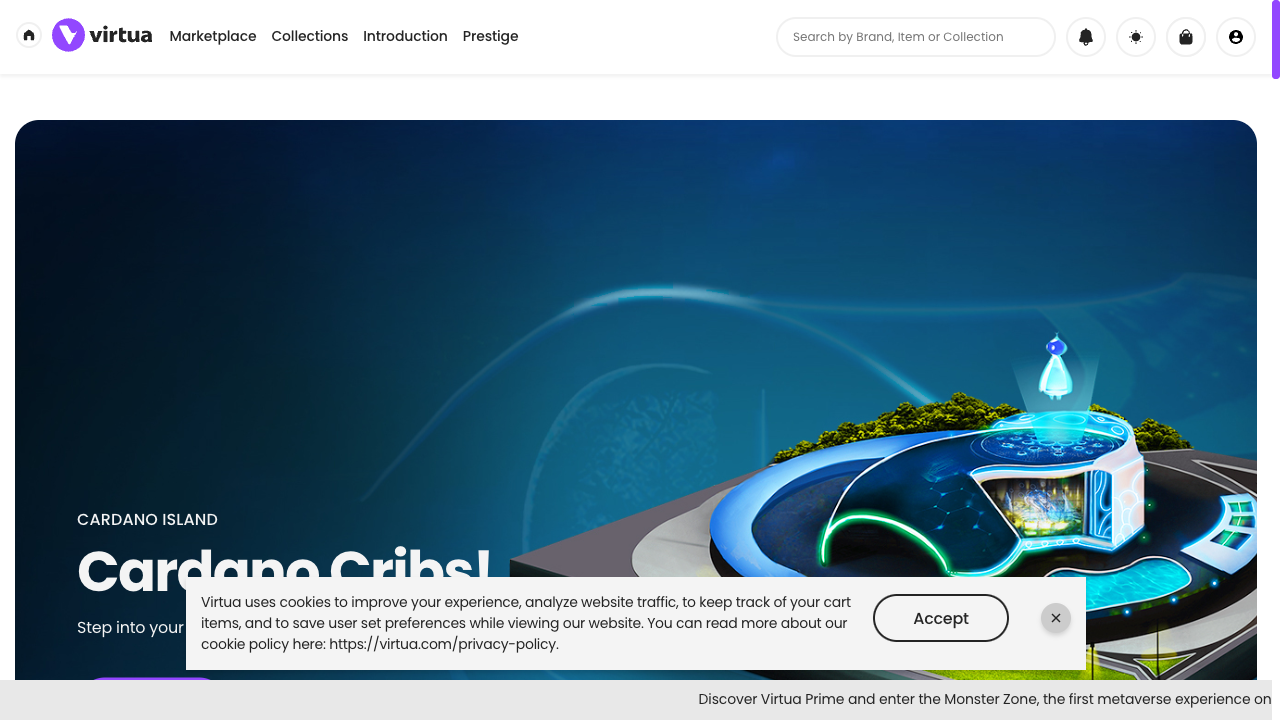 virtua
Marketplace Collections Introduction Prestige
Search by Brand, Item or Collection
CARDANO ISLAND
Cardano Cribs!
Step into your
Virtua uses cookies to improve your experience, analyze website traffic, to keep track of your cart
items, and to save user set preferences while viewing our website. You can read more about our
cookie policy here: https://virtua.com/privacy-policy.
Accept
Discover Virtua Prime and enter the Monster Zone, the first metaverse experience on